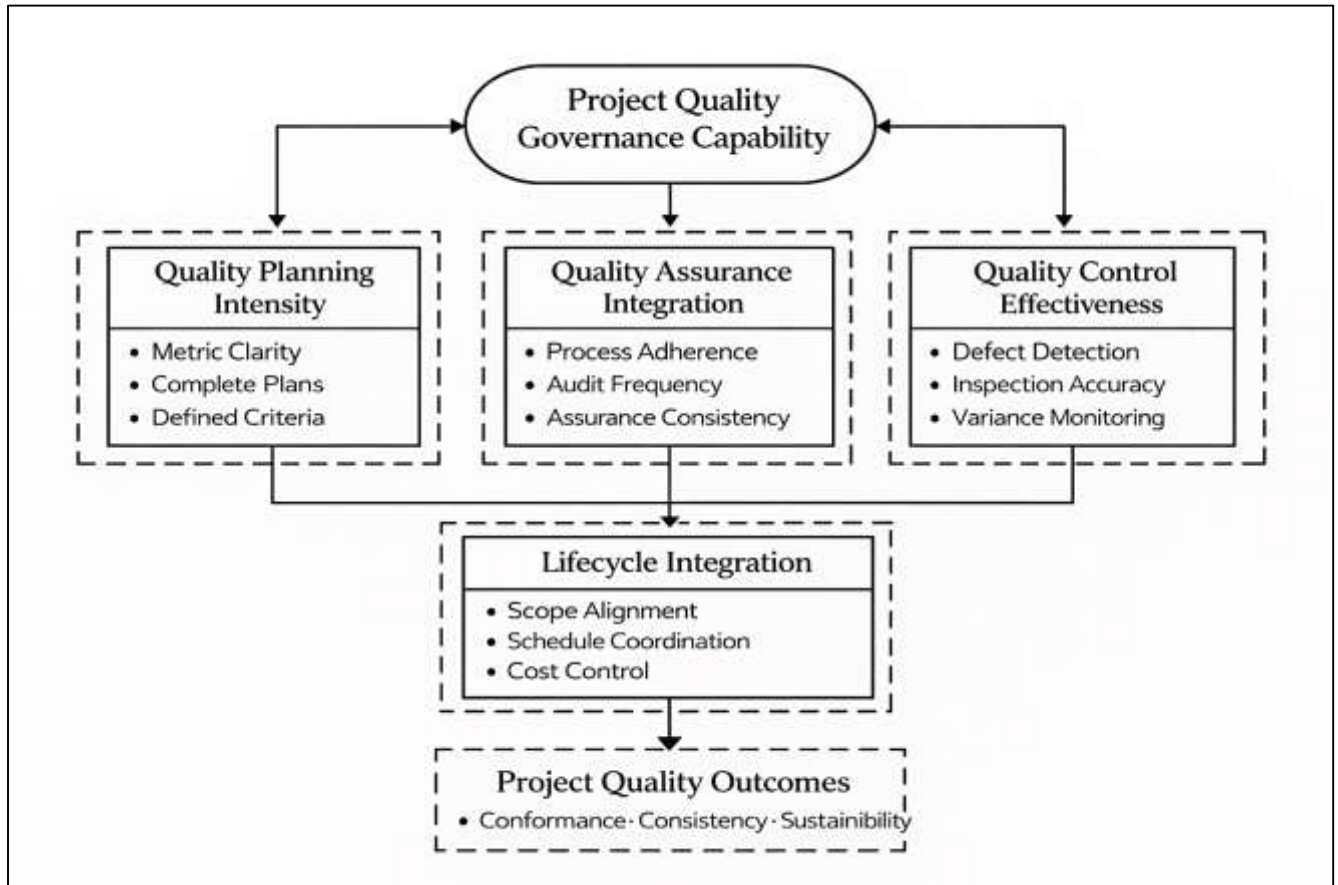 Project Quality
Governance Capability
Quality Planning
Intensity
• Metric Clarity
• Complete Plans
• Defined Criteria
Quality Assurance
Integration
• Process Adherence
• Audit Frequency
• Assurance Consistency
Quality Control
Effectiveness
• Defect Detection
• Inspection Accuracy
• Variance Monitoring
Lifecycle Integration
• Scope Alignment
• Schedule Coordination
• Cost Control
Project Quality Outcomes
• Conformance · Consistency · Sustainibility